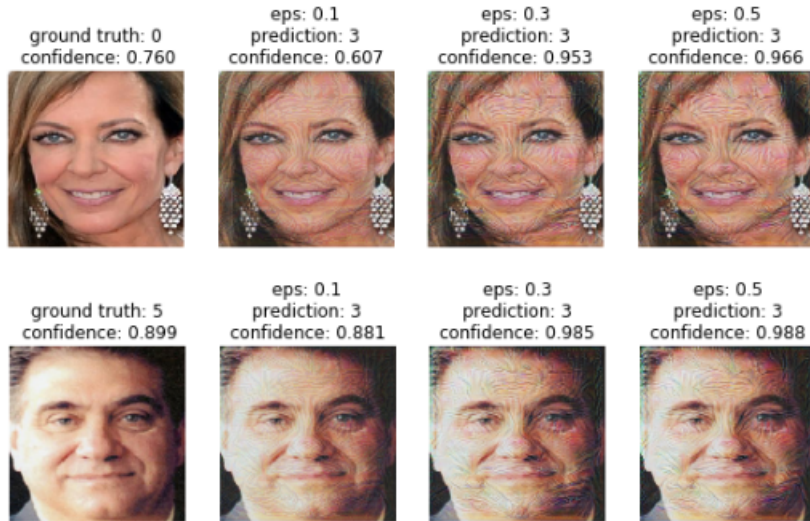 ground truth: 0
confidence: 0.760
eps: 0.1
prediction: 3
confidence: 0.607
eps: 0.3
prediction: 3
confidence: 0.953
eps: 0.5
prediction: 3
confidence: 0.966
ground truth: 5
confidence: 0.899
eps: 0.1
prediction: 3
confidence: 0.881
eps: 0.3
prediction: 3
confidence: 0.985
eps: 0.5
prediction: 3
confidence: 0.988